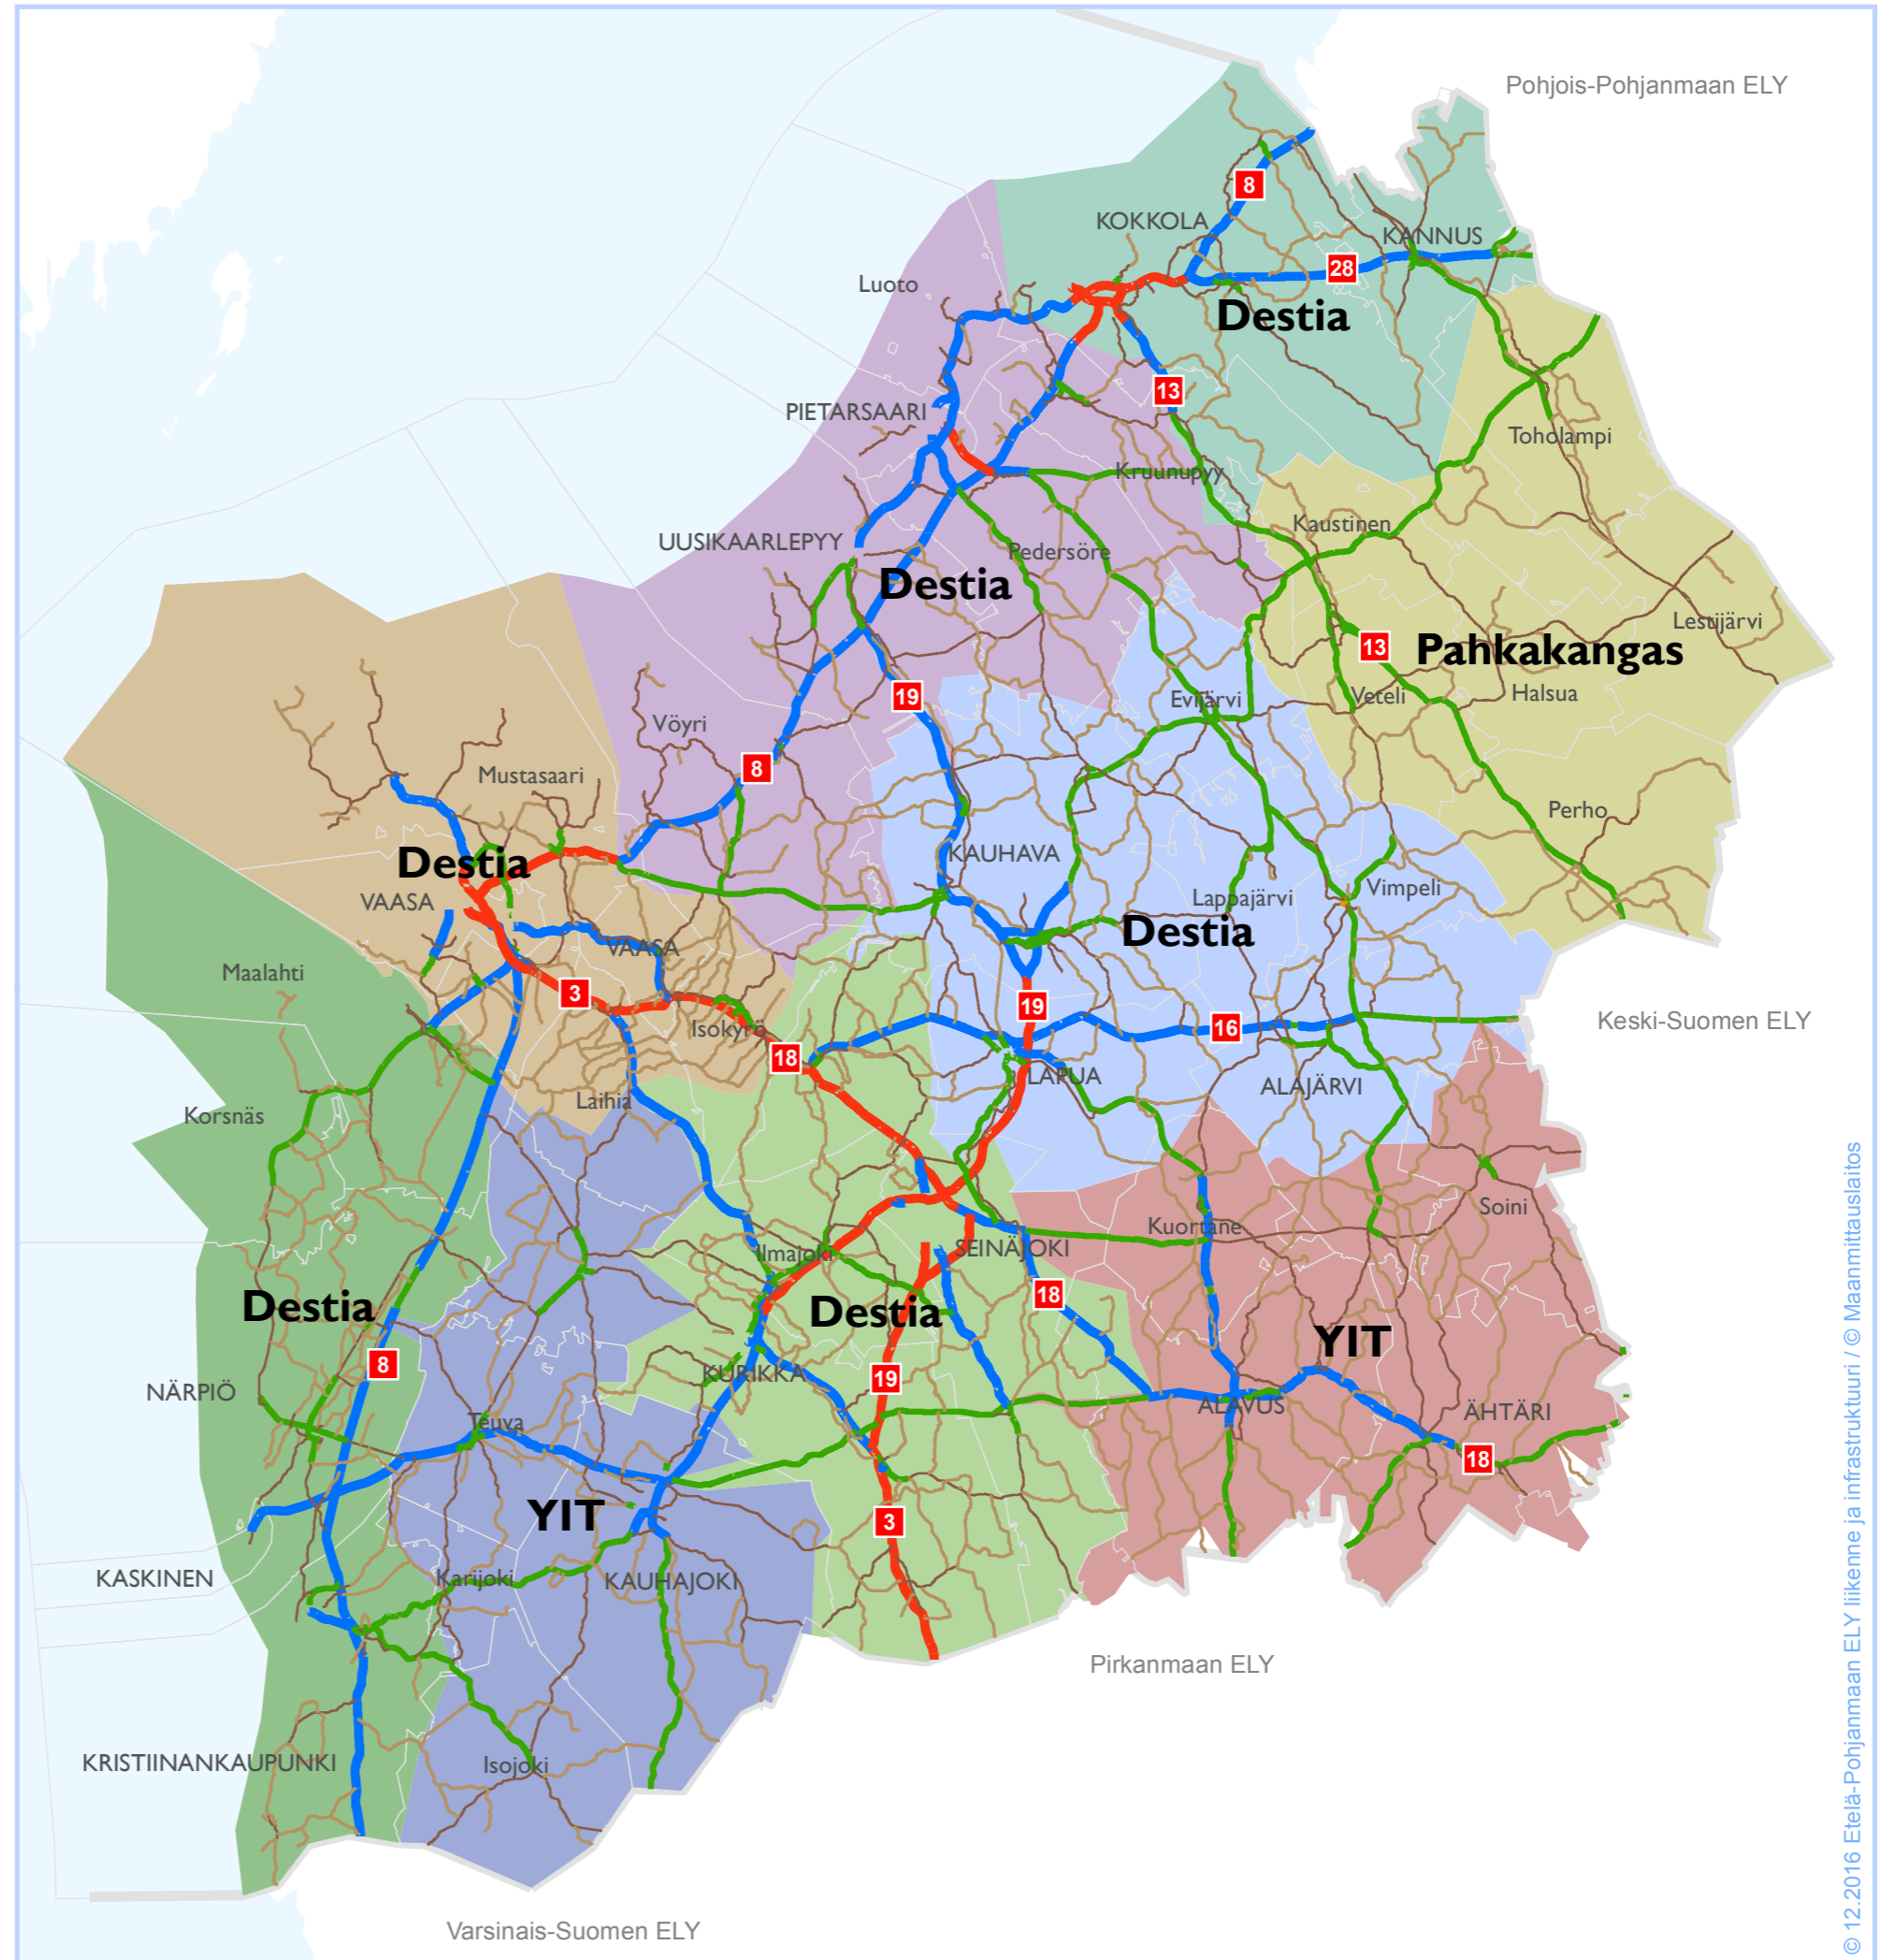 Pohjois-Pohjanmaan ELY
8
KOKKOLA
KANNUS
28
Luoto
Destia
13
PIETARSAARI
Toholampi
Kruunupyy
Kaustinen
UUSIKAARLEPYY
Pedersöre
Destia
Lestijärvi
13
Pahkakangas
19
Evijärvi
Veteli
Halsua
Vöyri
8
Mustasaari
Perho
KAUHAVA
Destia
Vimpeli
Lappajärvi
VAASA
Destia
VAASA
Maalahti
3
19
Isokyrö
16
Keski-Suomen ELY
18
LAPUA
ALAJÄRVI
Laihia
Korsnäs
Soini
Kuortane
Ilmajoki
SEINÄJOKI
18
Destia
Destia
YIT
8
KURIKKA
19
NÄRPIÖ
ALAVUS
ÄHTÄRI
Teuva
18
YIT
3
KASKINEN
Karijoki
KAUHAJOKI
Pirkanmaan ELY
KRISTIINANKAUPUNKI
Isojoki
Varsinais-Suomen ELY
© 12.2016 Etelä-Pohjanmaan ELY liikenne ja infrastruktuuri / © Maanmittauslaitos